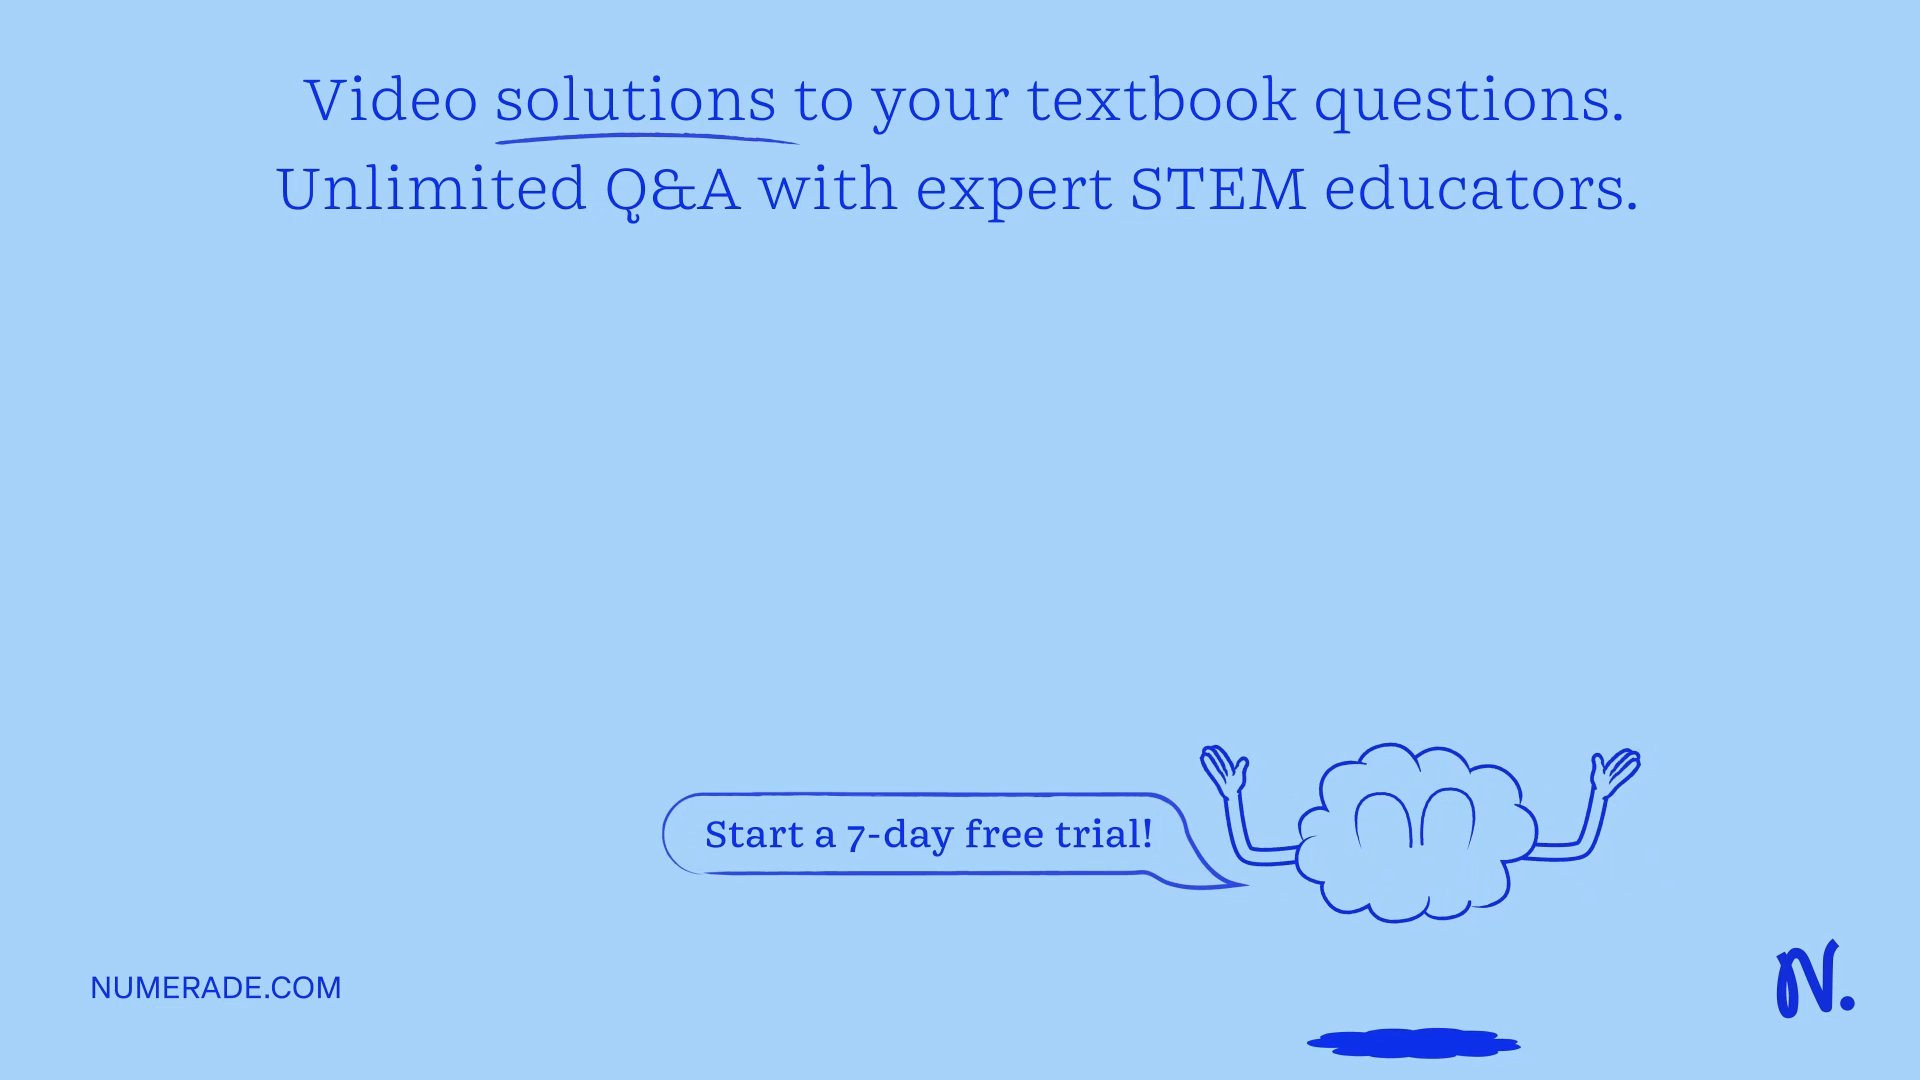 Video solutions to your textbook questions.
Unlimited Q&A with expert STEM educators.
Start a 7-day free trial!
NUMERADE.COM
N.